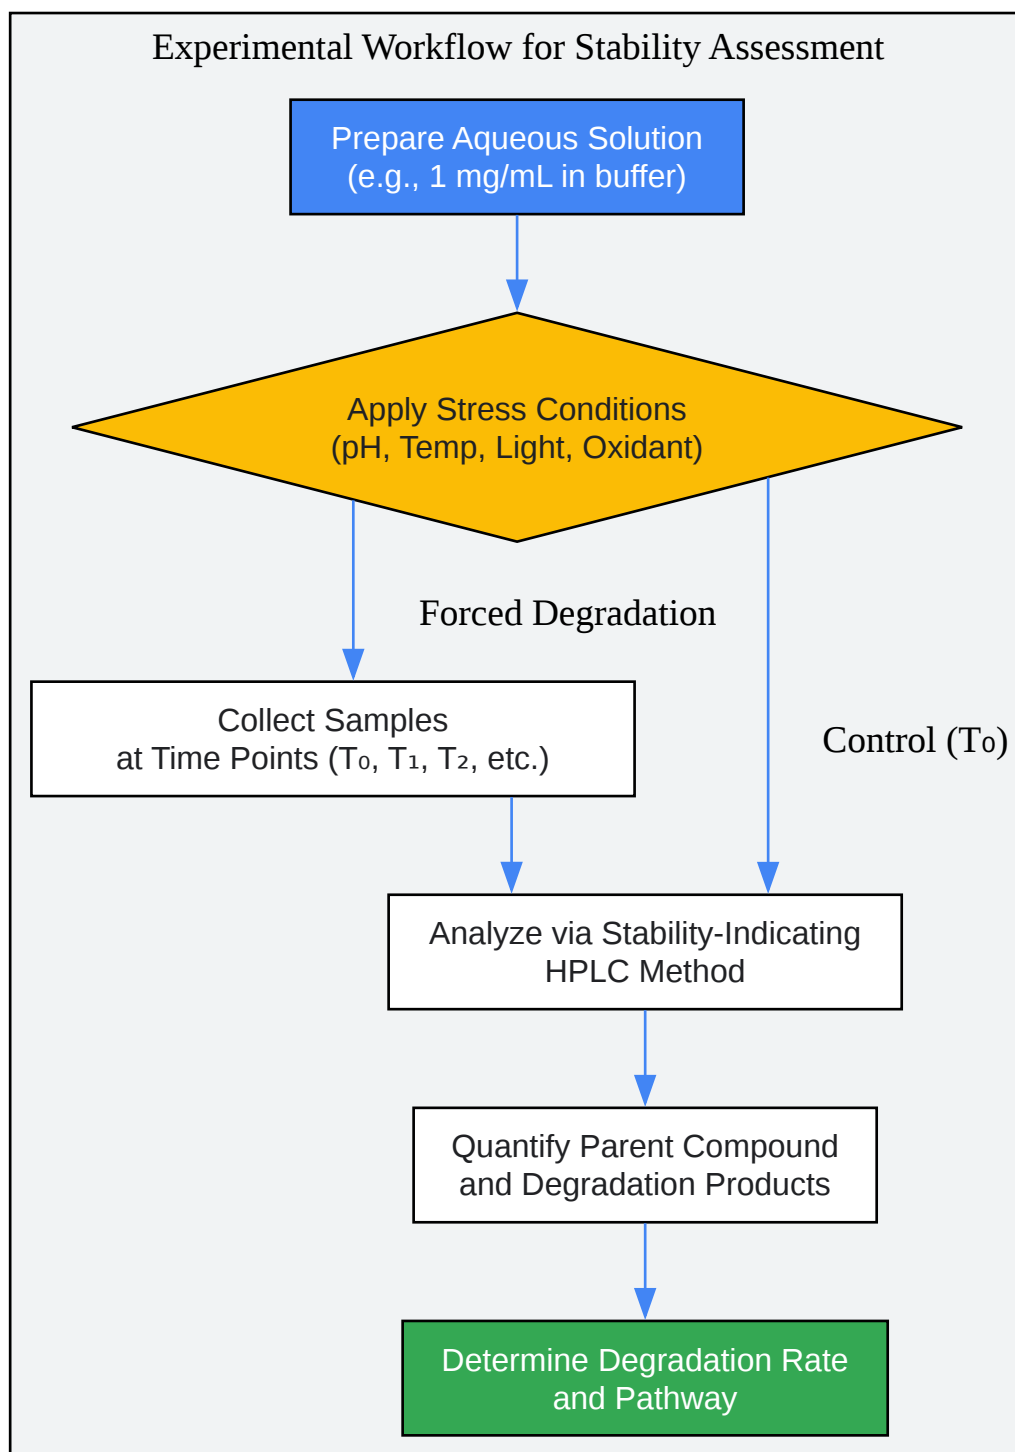 Experimental Workflow for Stability Assessment
Prepare Aqueous Solution
(e.g., 1 mg/mL in buffer)
Apply Stress Conditions
(pH, Temp, Light, Oxidant)
Forced Degradation
Collect Samples
at Time Points (T₀, T₁, T₂, etc.)
Control (T₀)
Analyze via Stability-Indicating
HPLC Method
Quantify Parent Compound
and Degradation Products
Determine Degradation Rate
and Pathway